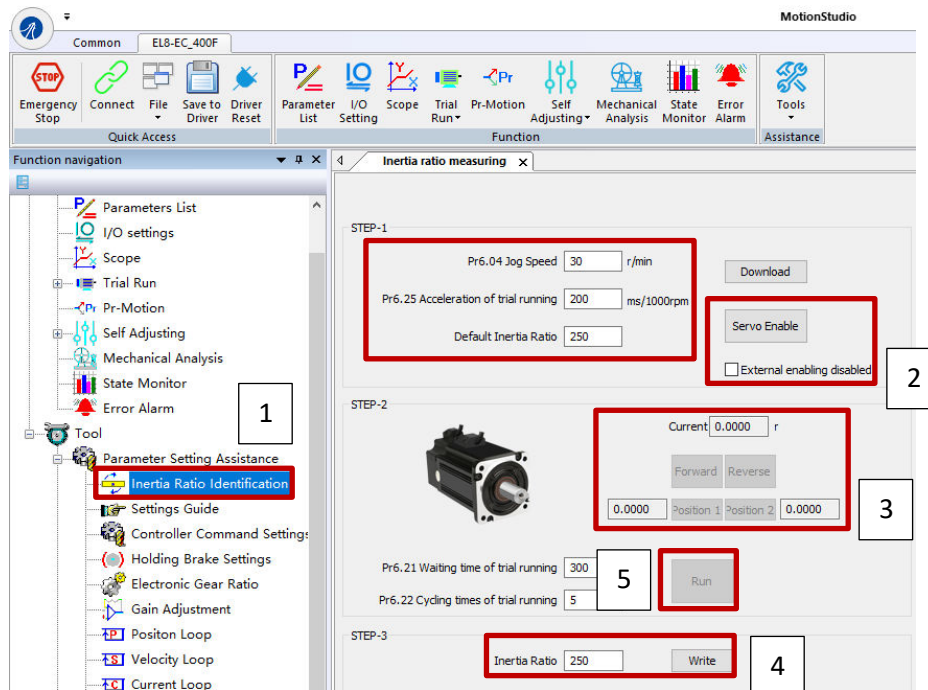 MotionStudio
Common EL8-EC_400F
Emergency Stop Connect File Save to Driver Driver Reset Parameter List I/O Setting Scope Trial Run Pr-Motion Self Adjusting Mechanical Analysis State Monitor Error Alarm Tools
STOP
Quick Access Function Assistance
Function navigation
Inertia ratio measuring x
Parameters List
I/O settings
Scope
Trial Run
Pr-Motion
Self Adjusting
Mechanical Analysis
State Monitor
Error Alarm
1
Tool
Parameter Setting Assistance
Inertia Ratio Identification
Settings Guide
Controller Command Settings
Holding Brake Settings
Electronic Gear Ratio
Gain Adjustment
Positon Loop
Velocity Loop
Current Loop
STEP-1
Pr6.04 Jog Speed 30 r/min
Download
Pr6.25 Acceleration of trial running 200 ms/1000rpm
Servo Enable
Default Inertia Ratio 250
External enabling disabled
2
STEP-2
Current 0.0000 r
Forward Reverse
0.0000 Position 1 Position 2 0.0000
3
Pr6.21 Waiting time of trial running 300
5
Run
Pr6.22 Cycling times of trial running 5
STEP-3
Inertia Ratio 250 Write
4